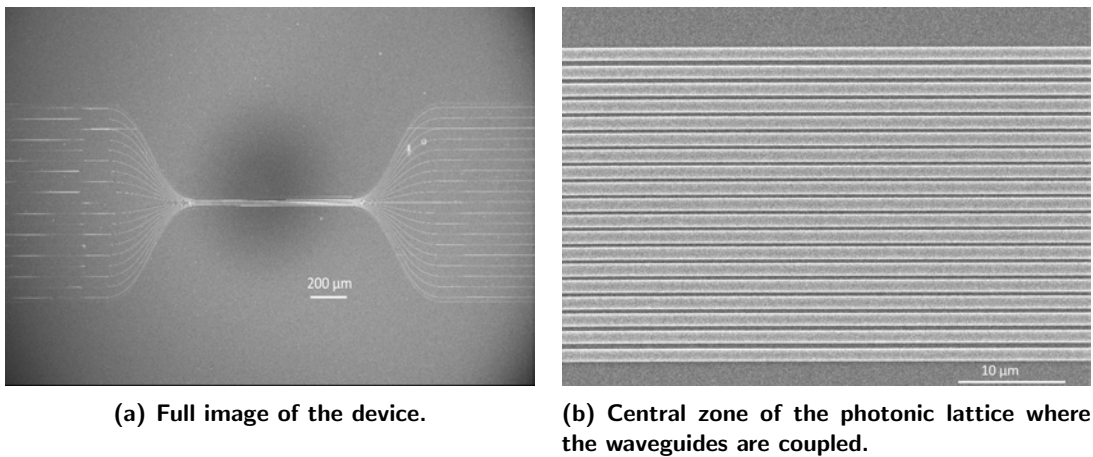 200 µm
10 µm
(a) Full image of the device.
(b) Central zone of the photonic lattice where
the waveguides are coupled.